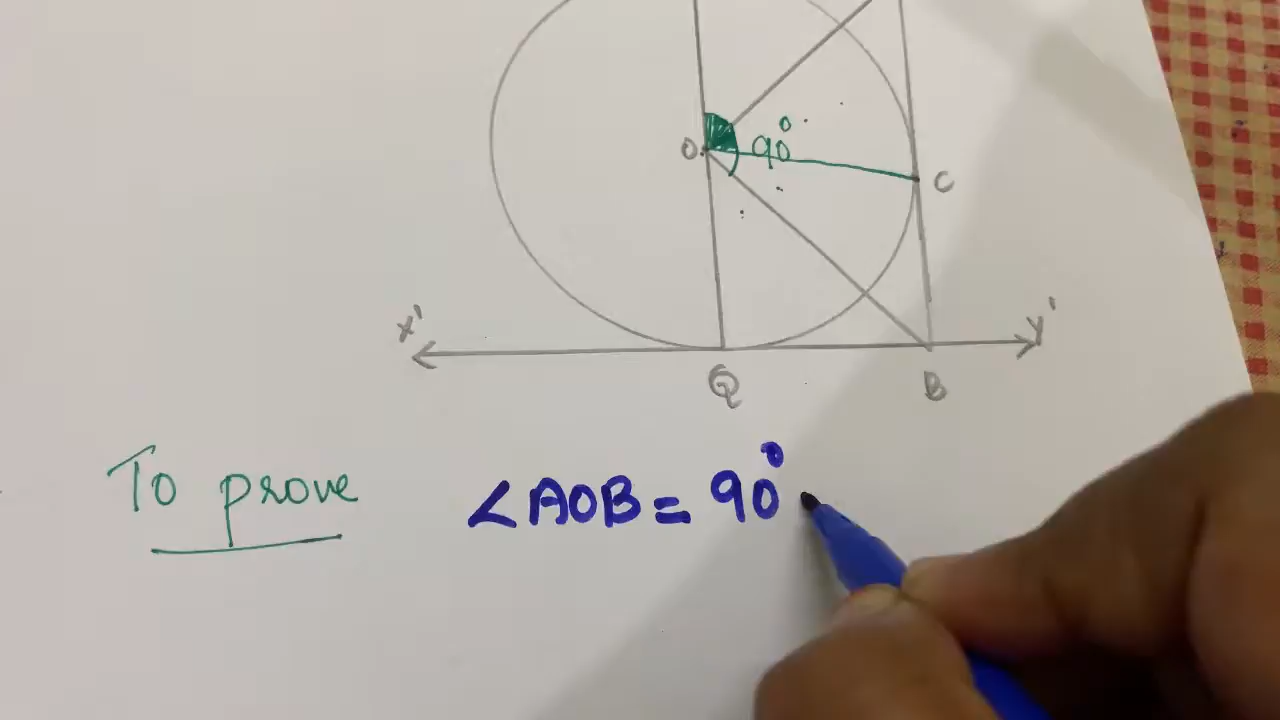 O
90°
C
X'
Y'
Q
B
To prove ∠AOB = 90°